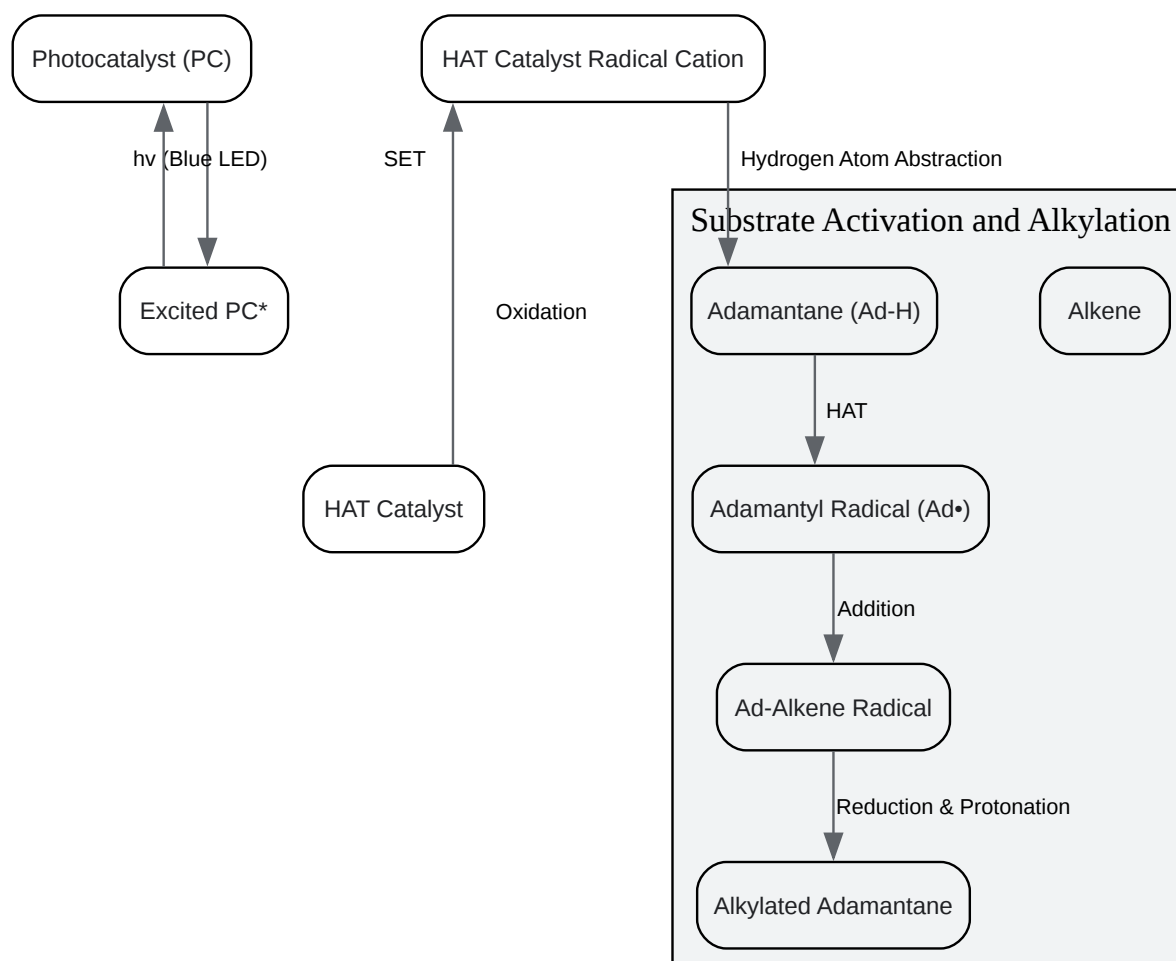 Photocatalyst (PC)
HAT Catalyst Radical Cation
hv (Blue LED)
SET
Hydrogen Atom Abstraction
Substrate Activation and Alkylation
Excited PC*
Oxidation
Adamantane (Ad-H)
Alkene
HAT
HAT Catalyst
Adamantyl Radical (Ad•)
Addition
Ad-Alkene Radical
Reduction & Protonation
Alkylated Adamantane